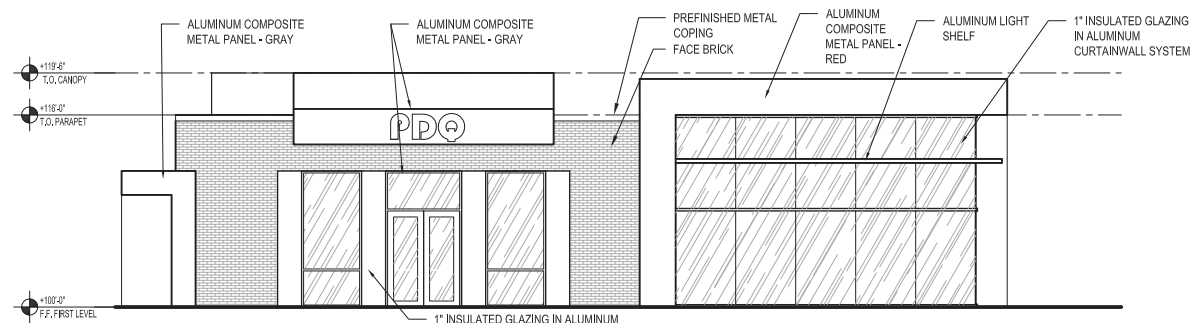 ALUMINUM COMPOSITE
METAL PANEL - GRAY
ALUMINUM COMPOSITE
METAL PANEL - GRAY
PREFINISHED METAL
COPING
FACE BRICK
ALUMINUM
COMPOSITE
METAL PANEL -
RED
ALUMINUM LIGHT
SHELF
1" INSULATED GLAZING
IN ALUMINUM
CURTAINWALL SYSTEM
+119'-6"
T.O. CANOPY
+116'-0"
T.O. PARAPET
PDQ
+100'-0"
F.F. FIRST LEVEL
1" INSULATED GLAZING IN ALUMINUM